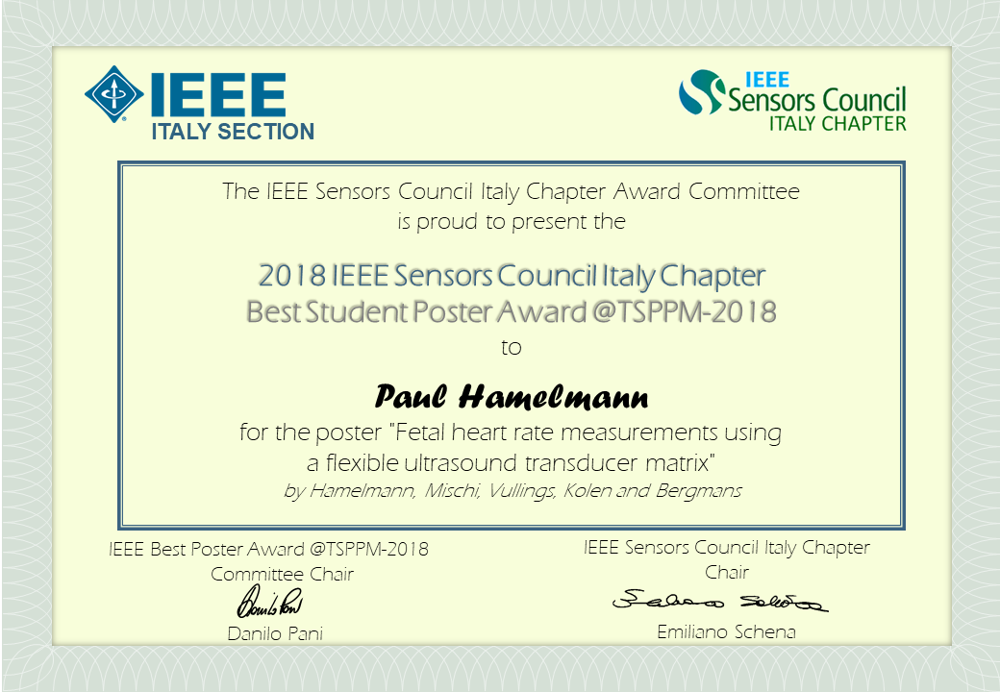 IEEE
ITALY SECTION
IEEE
Sensors Council
ITALY CHAPTER
The IEEE Sensors Council Italy Chapter Award Committee
is proud to present the
2018 IEEE Sensors Council Italy Chapter
Best Student Poster Award @TSPPM-2018
to
Paul Hamelmann
for the poster "Fetal heart rate measurements using
a flexible ultrasound transducer matrix"
by Hamelmann, Mischi, Vullings, Kolen and Bergmans
IEEE Best Poster Award @TSPPM-2018
Committee Chair
Danilo Pani
Danilo Pani
IEEE Sensors Council Italy Chapter
Chair
Emiliano Schena